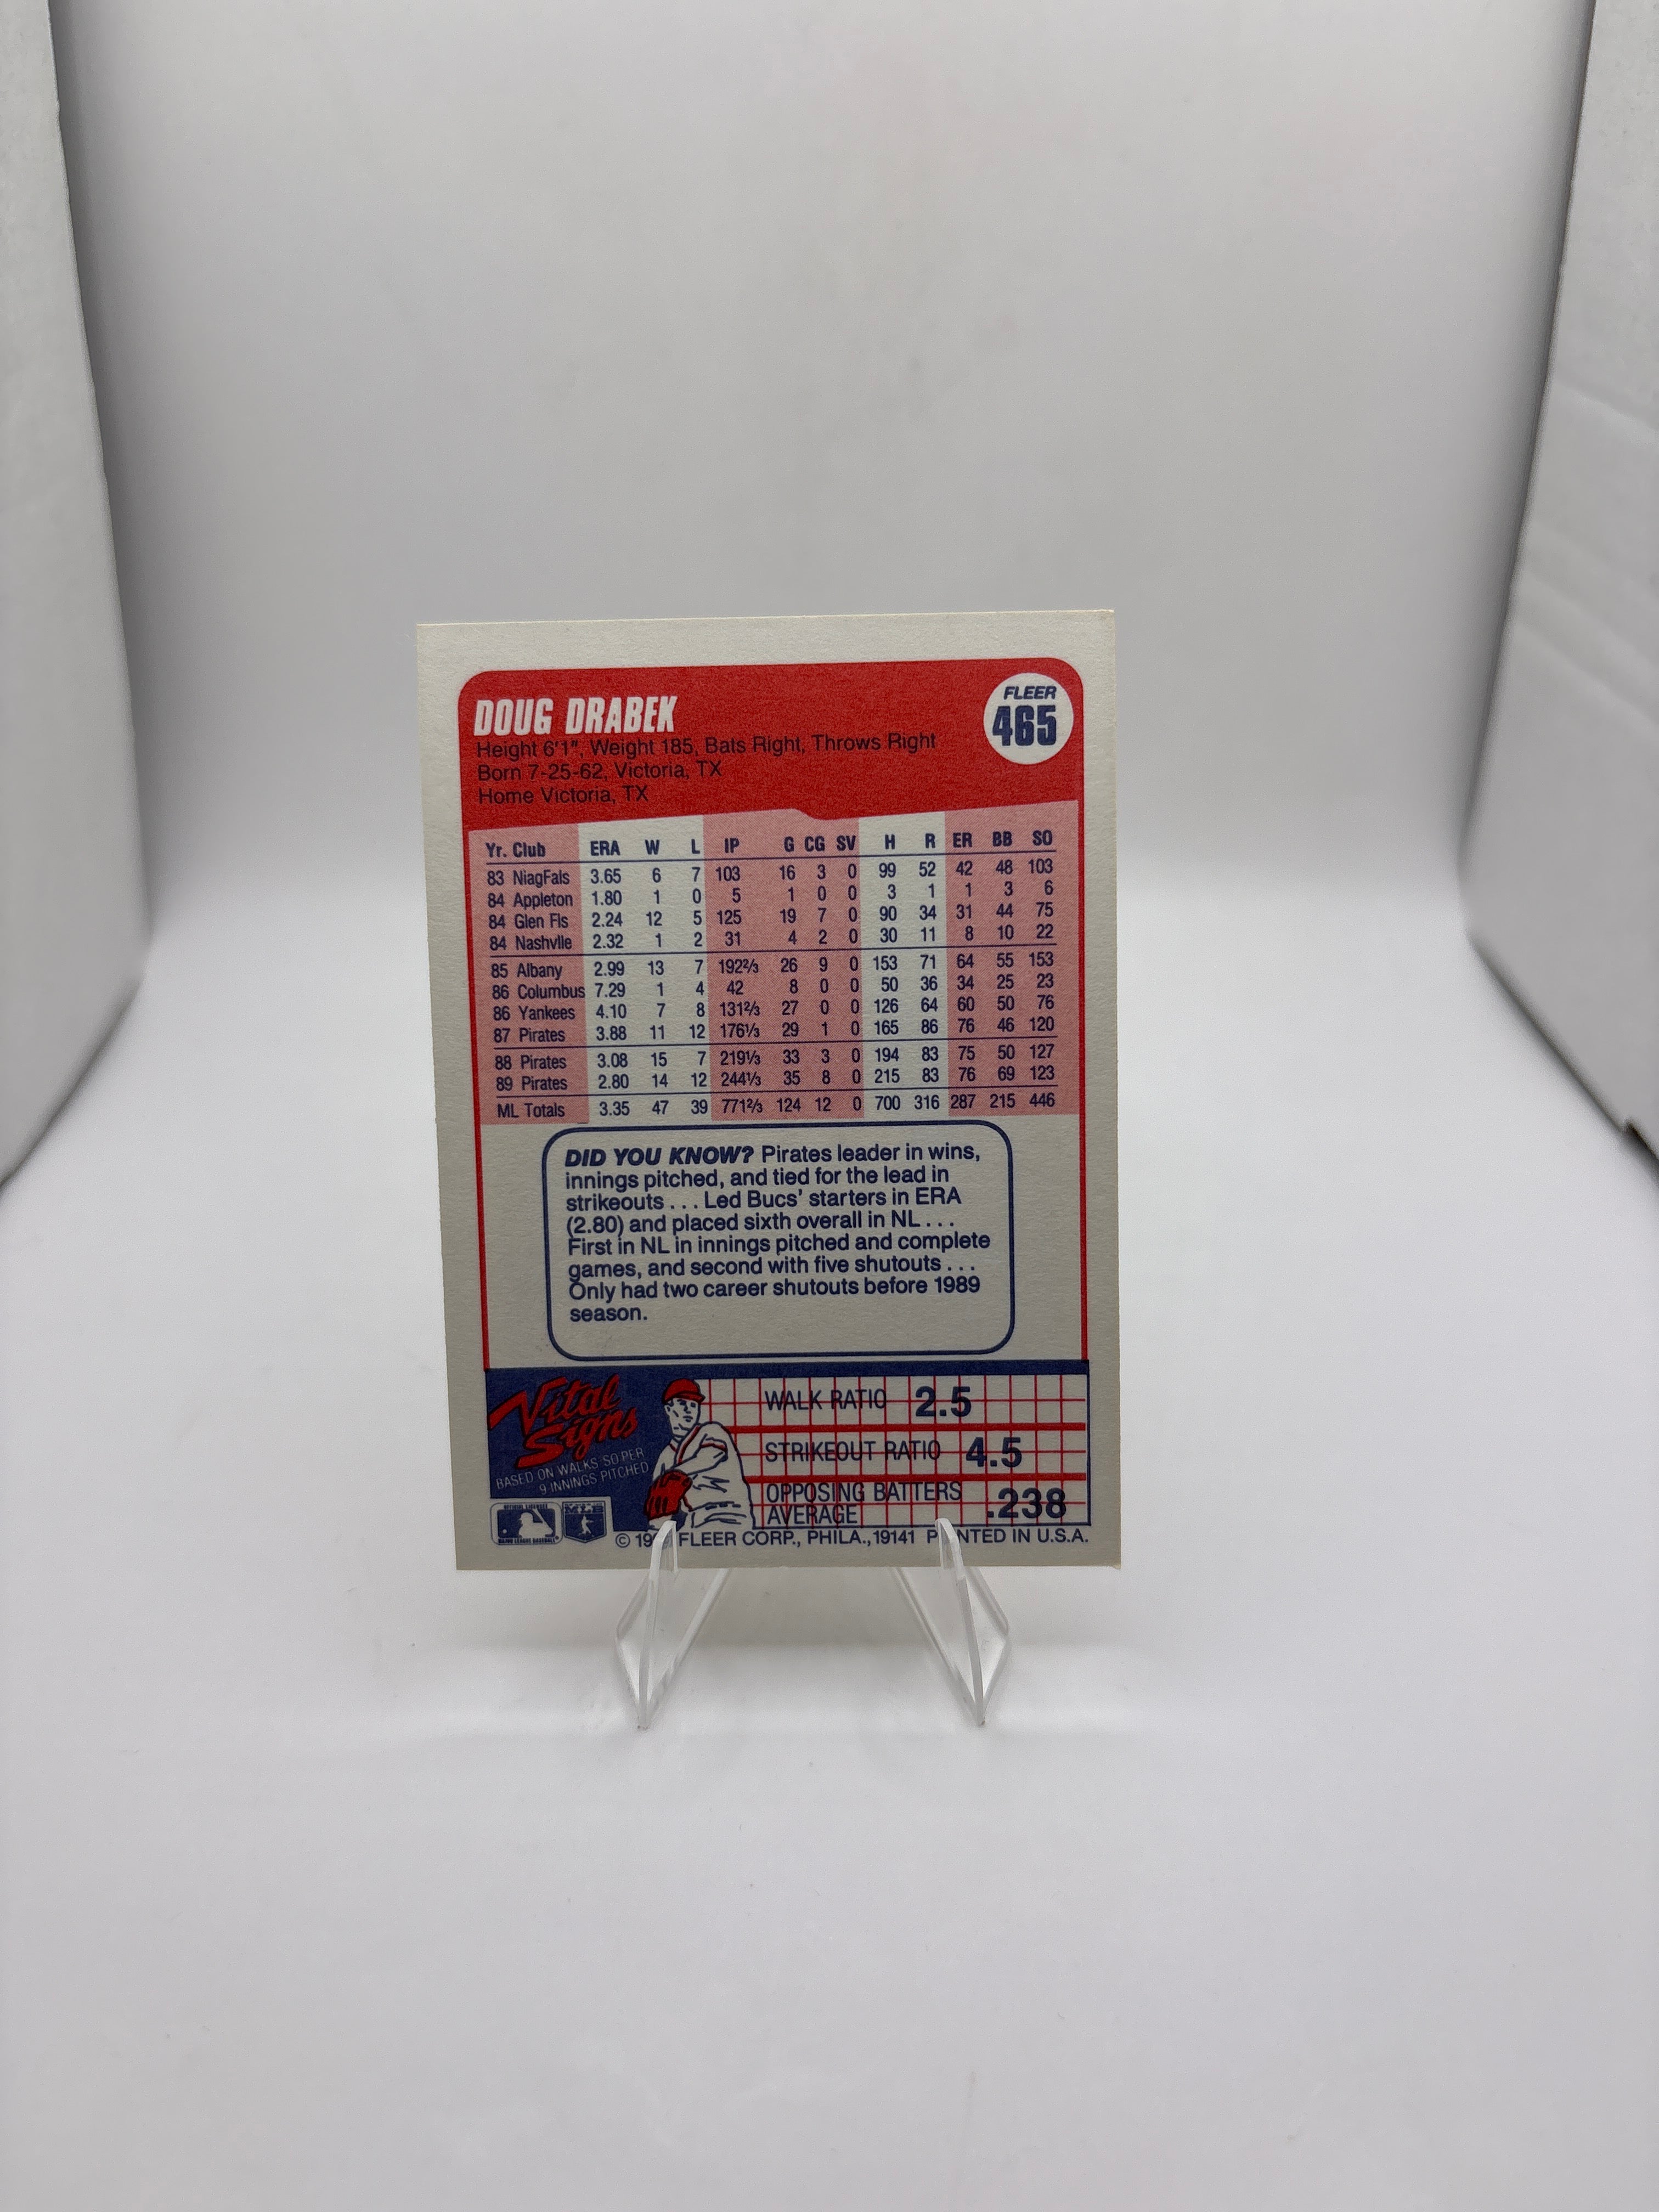 DOUG DRABEK
FLEER
465
Height 6'1", Weight 185, Bats Right, Throws Right
Born 7-25-62, Victoria, TX
Home Victoria, TX
Yr. Club ERA W L IP G CG SV H R ER BB SO
83 NiagFals 3.65 6 7 103 16 3 0 99 52 42 48 103
84 Appleton 1.80 1 0 5 1 0 0 3 1 1 3 6
84 Glen Fls 2.24 12 5 125 19 7 0 90 34 31 44 75
84 Nashvlle 2.32 1 2 31 4 2 0 30 11 8 10 22
85 Albany 2.99 13 7 192⅔ 26 9 0 153 71 64 55 153
86 Columbus 7.29 1 4 42 8 0 0 50 36 34 25 23
86 Yankees 4.10 7 8 131⅔ 27 0 0 126 64 60 50 76
87 Pirates 3.88 11 12 176⅓ 29 1 0 165 86 76 46 120
88 Pirates 3.08 15 7 219⅓ 33 3 0 194 83 75 50 127
89 Pirates 2.80 14 12 244⅓ 35 8 0 215 83 76 69 123
ML Totals 3.35 47 39 771⅔ 124 12 0 700 316 287 215 446
DID YOU KNOW? Pirates leader in wins,
innings pitched, and tied for the lead in
strikeouts . . . Led Bucs' starters in ERA
(2.80) and placed sixth overall in NL . . .
First in NL in innings pitched and complete
games, and second with five shutouts . . .
Only had two career shutouts before 1989
season.
Vital
Signs
BASED ON WALKS/SO PER
9-INNINGS PITCHED
WALK RATIO 2.5
STRIKEOUT RATIO 4.5
OPPOSING BATTERS
AVERAGE .238
MLB
© 19 FLEER CORP., PHILA., 19141 P NTED IN U.S.A.